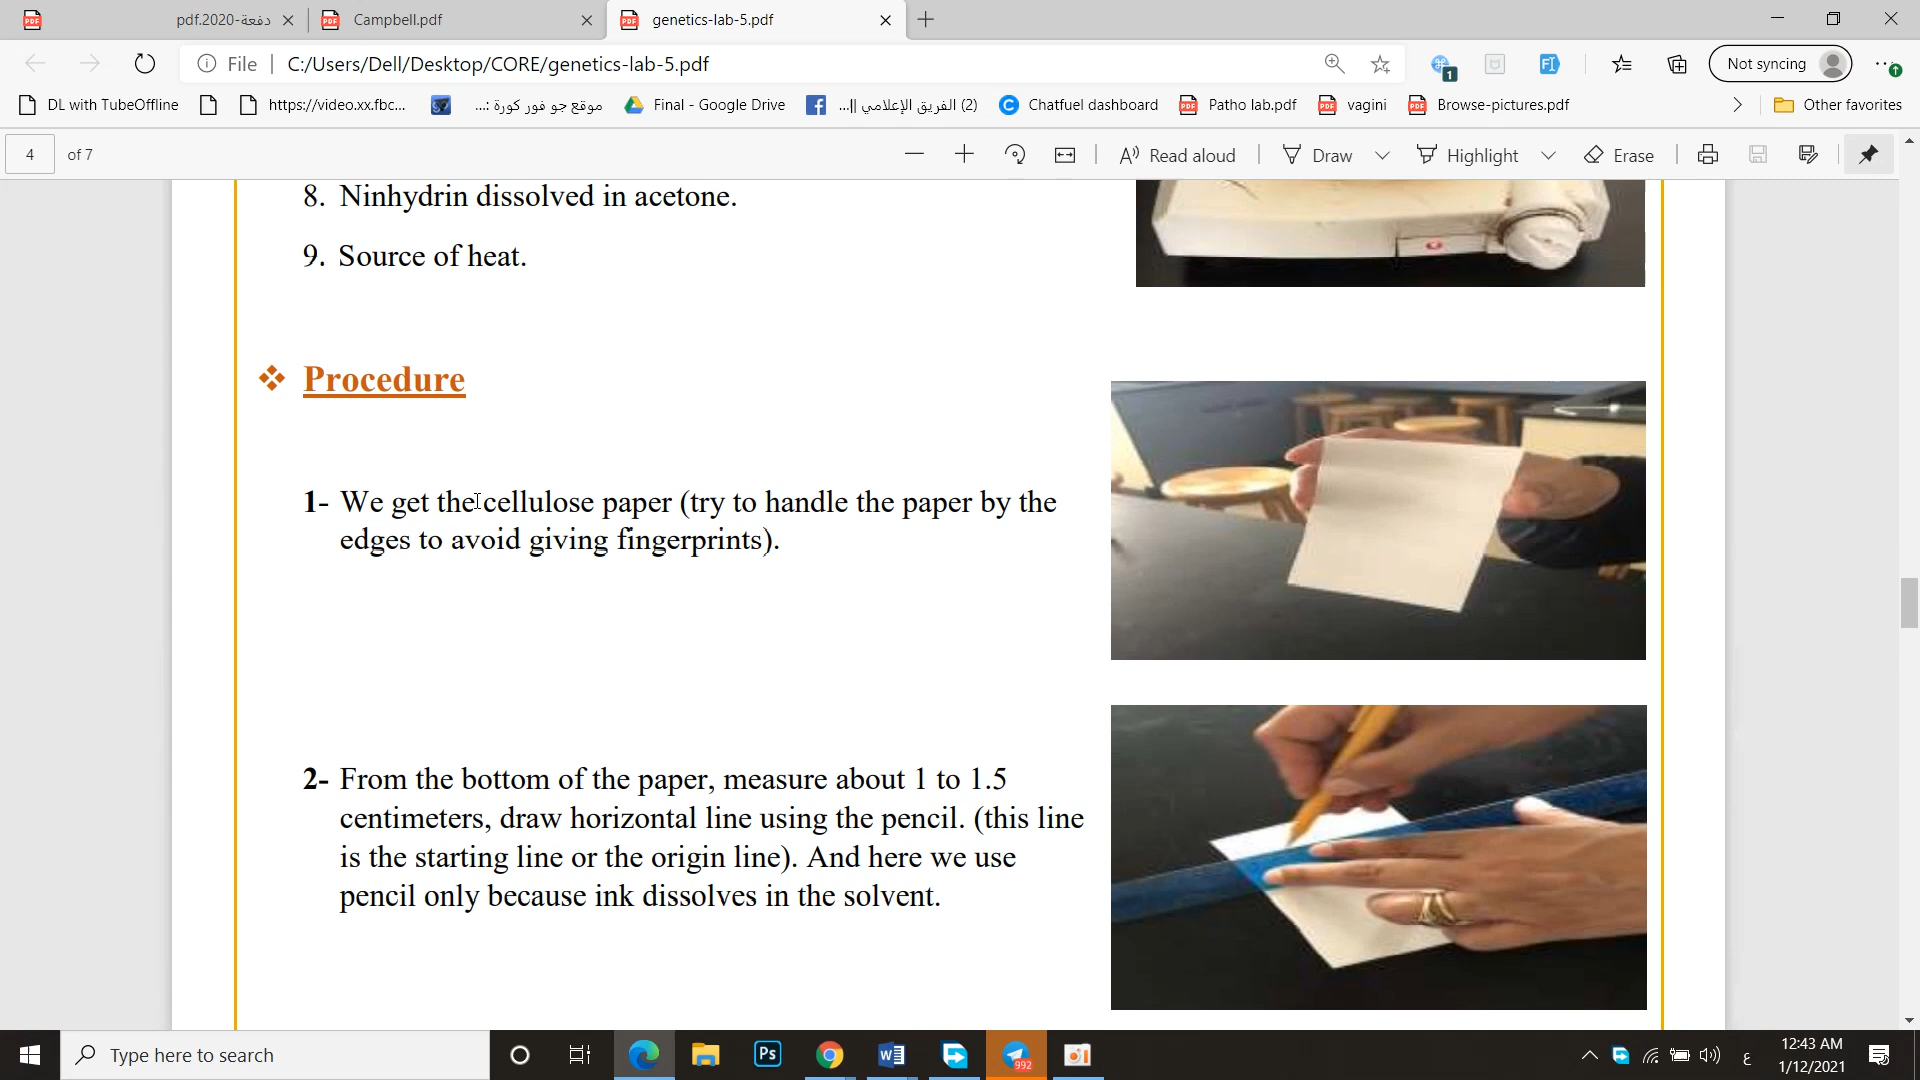 دفعة-2020.pdf
Campbell.pdf
genetics-lab-5.pdf
File
C:/Users/Dell/Desktop/CORE/genetics-lab-5.pdf
1
Not syncing
DL with TubeOffline
https://video.xx.fbc...
موقع جو فور كورة :...
Final - Google Drive
(2) الفريق الإعلامي ||...
Chatfuel dashboard
Patho lab.pdf
vagini
Browse-pictures.pdf
Other favorites
4
of 7
Read aloud
Draw
Highlight
Erase
8. Ninhydrin dissolved in acetone.
9. Source of heat.
Procedure
1- We get the cellulose paper (try to handle the paper by the
edges to avoid giving fingerprints).
2- From the bottom of the paper, measure about 1 to 1.5
centimeters, draw horizontal line using the pencil. (this line
is the starting line or the origin line). And here we use
pencil only because ink dissolves in the solvent.
Type here to search
Ps
992
ع
12:43 AM
1/12/2021